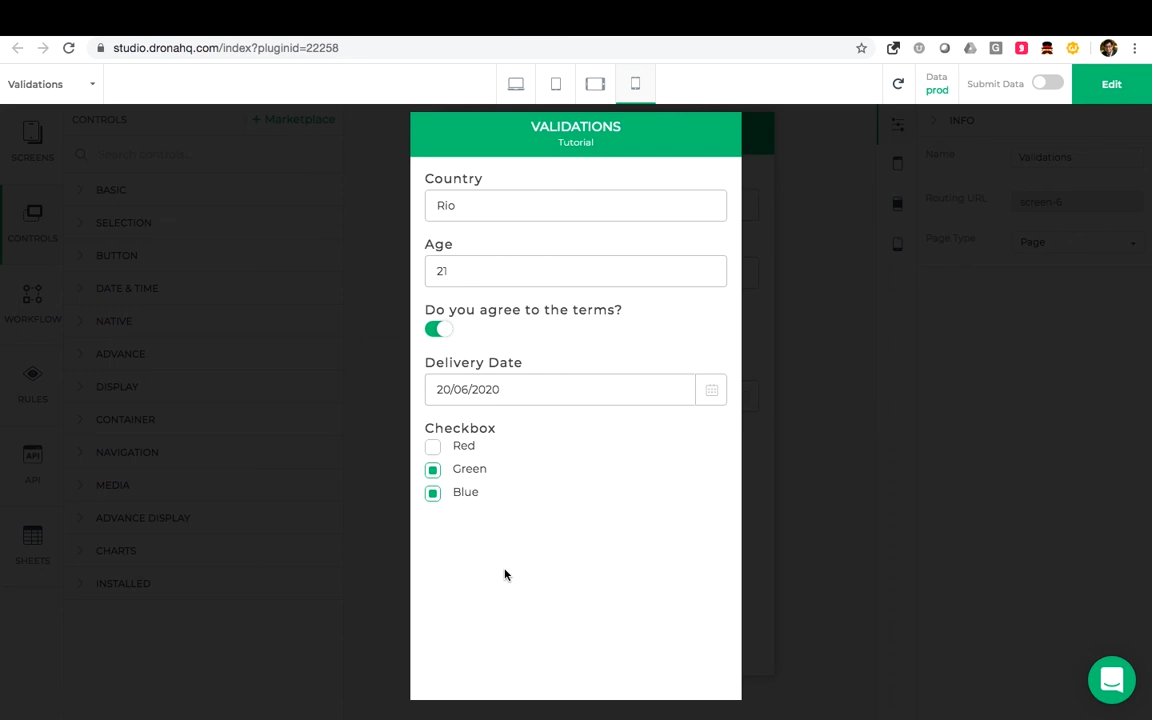 studio.dronahq.com/index?pluginid=22258
Validations
Data
prod
Submit Data
Edit
CONTROLS
+ Marketplace
Search controls..
SCREENS
CONTROLS
WORKFLOW
RULES
API
API
SHEETS
BASIC
SELECTION
BUTTON
DATE & TIME
NATIVE
ADVANCE
DISPLAY
CONTAINER
NAVIGATION
MEDIA
ADVANCE DISPLAY
CHARTS
INSTALLED
VALIDATIONS
Tutorial
Country
Rio
Age
21
Do you agree to the terms?
Delivery Date
20/06/2020
Checkbox
Red
Green
Blue
INFO
Name
Validations
Routing URL
screen-6
Page Type
Page